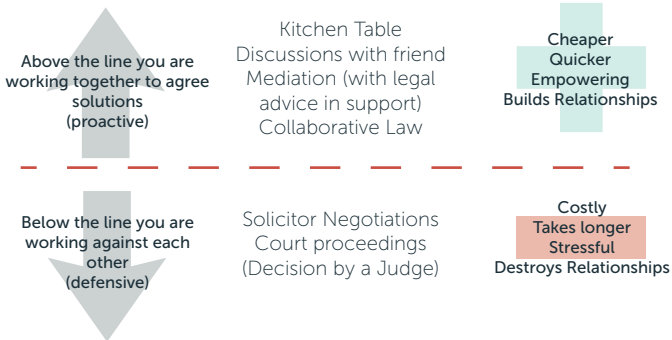 Above the line you are
working together to agree
solutions
(proactive)
Kitchen Table
Discussions with friend
Mediation (with legal
advice in support)
Collaborative Law
Cheaper
Quicker
Empowering
Builds Relationships
Below the line you are
working against each
other
(defensive)
Solicitor Negotiations
Court proceedings
(Decision by a Judge)
Costly
Takes longer
Stressful
Destroys Relationships